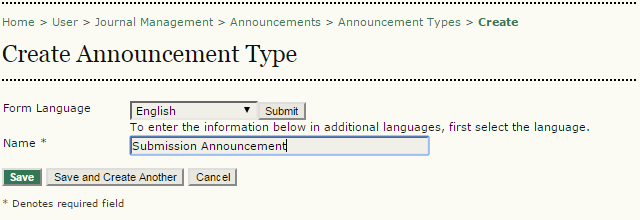 Home > User > Journal Management > Announcements > Announcement Types > Create
Create Announcement Type
Form Language English Submit
To enter the information below in additional languages, first select the language.
Name * Submission Announcement
Save Save and Create Another Cancel
* Denotes required field